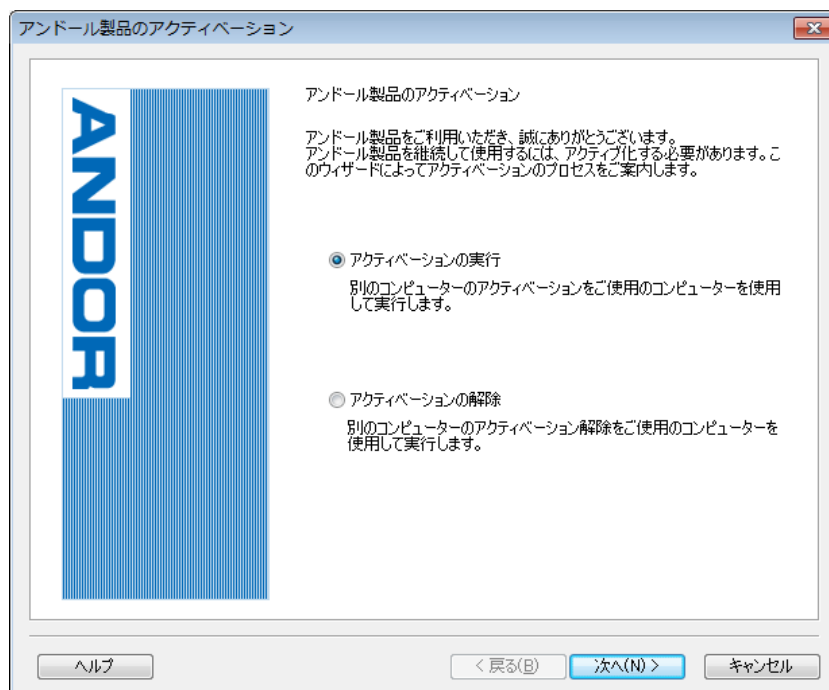 アンドール製品のアクティベーション
ANDOR
アンドール製品のアクティベーション
アンドール製品をご利用いただき、誠にありがとうございます。
アンドール製品を継続して使用するには、アクティブ化する必要があります。こ
のウィザードによってアクティベーションのプロセスをご案内します。
アクティベーションの実行
別のコンピューターのアクティベーションをご使用のコンピューターを使用
して実行します。
アクティベーションの解除
別のコンピューターのアクティベーション解除をご使用のコンピューターを
使用して実行します。
ヘルプ
< 戻る(B)
次へ(N) >
キャンセル